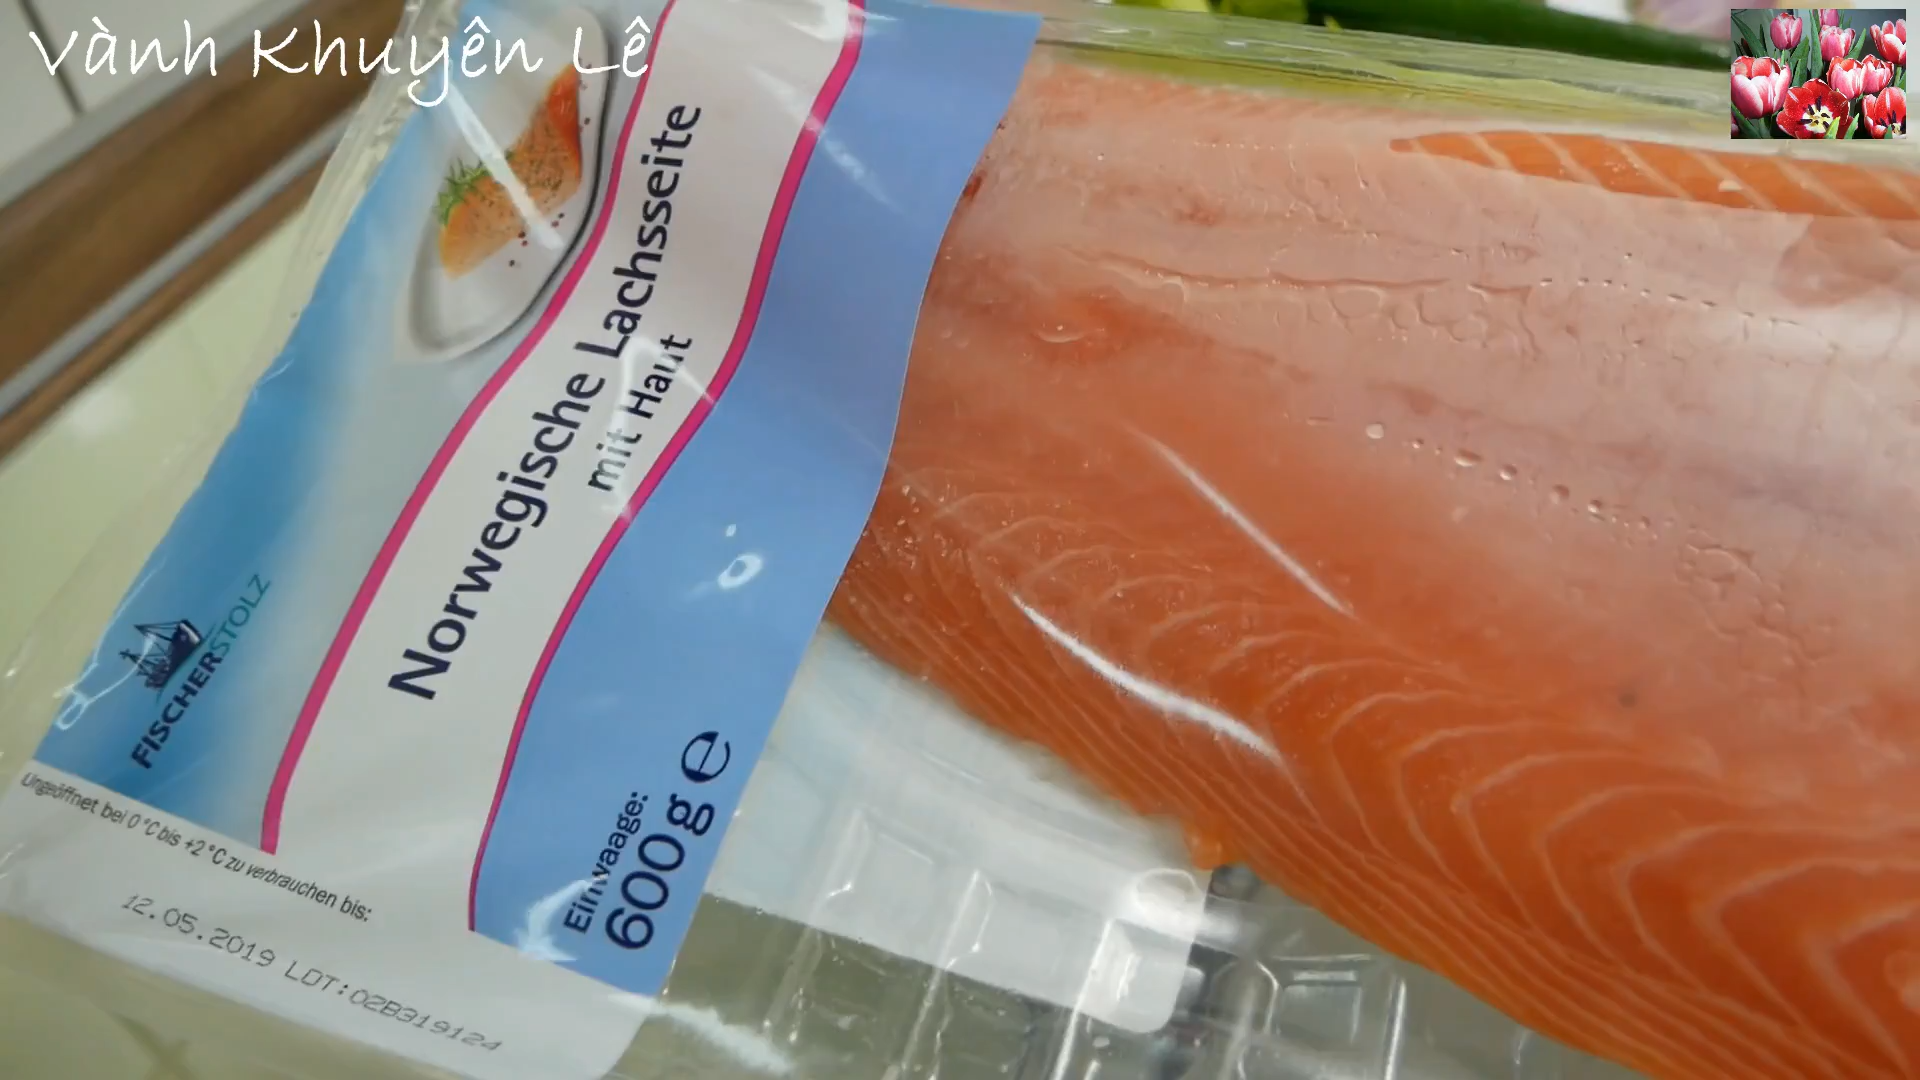 Vành Khuyên Lê
Norwegische Lachsseite
mit Haut
FISCHERSTOLZ
Einwaage:
600g e
Ungeöffnet bei 0 °C bis +2 °C zu verbrauchen bis:
12.05.2019 LOT:02B319124